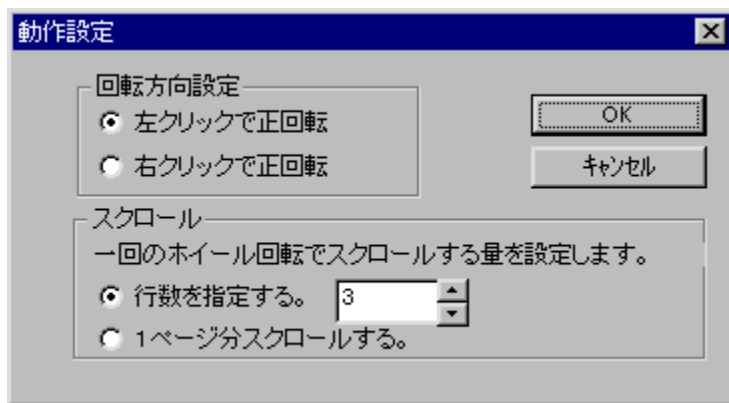 動作設定
回転方向設定
左クリックで正回転
右クリックで正回転
OK
ｷｬﾝｾﾙ
スクロール
一回のホイール回転でスクロールする量を設定します。
行数を指定する。 3
1ページ分スクロールする。